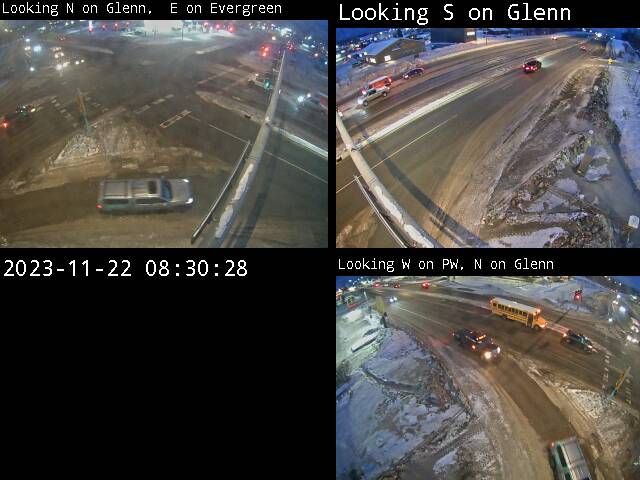 Looking N on Glenn, E on Evergreen
Looking S on Glenn
2023-11-22 08:30:28
Looking W on PW, N on Glenn